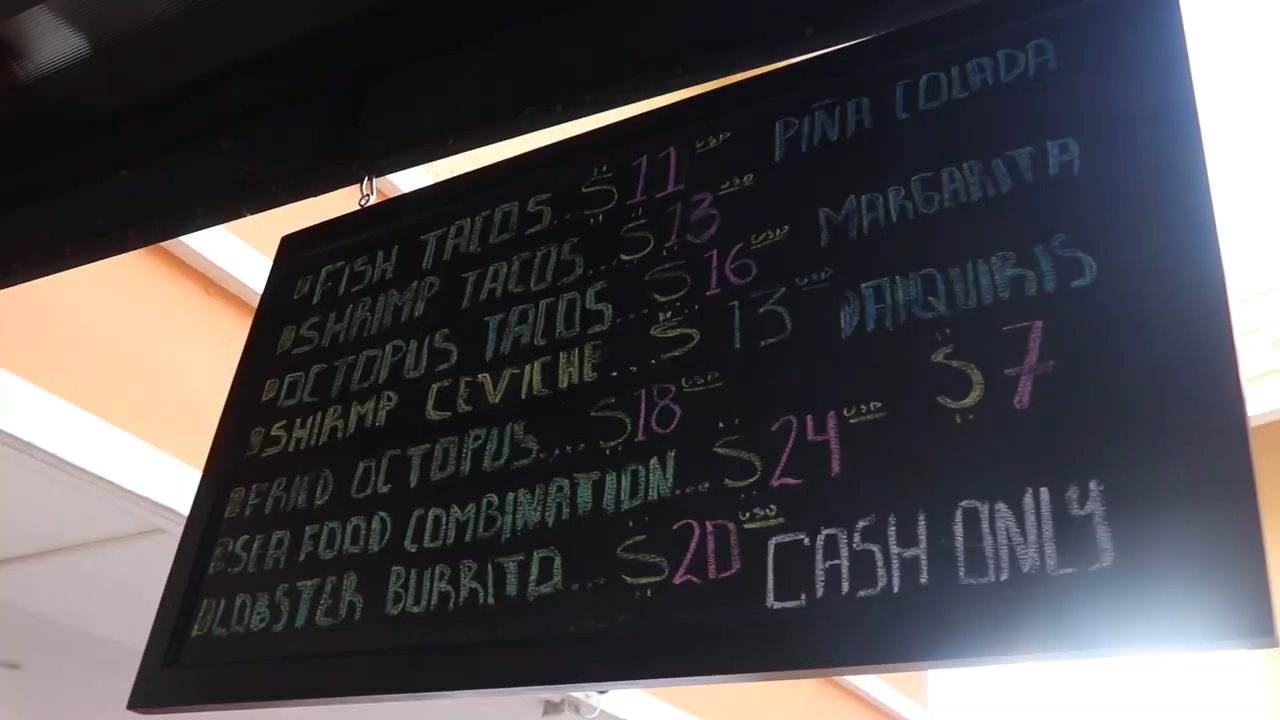 FISH TACOS...$11 USD
SHRIMP TACOS...$13 USD
OCTOPUS TACOS...$16 USD
SHIRMP CEVICHE...$13 USD
FRIED OCTOPUS....$18 USD
SEA FOOD COMBINATION...$24 USD
LOBSTER BURRITO...$20 USD
PIÑA COLADA
MARGARITA
DAIQUIRIS
$7
CASH ONLY